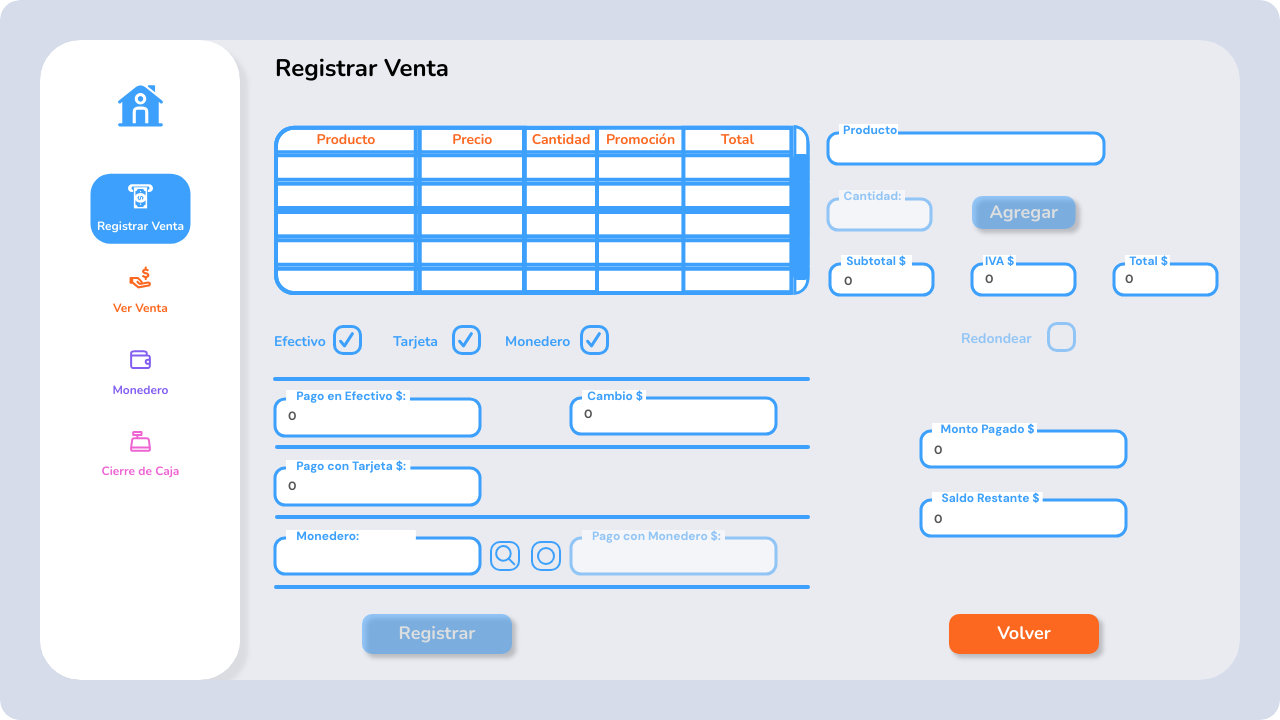 Registrar Venta
Registrar Venta
Ver Venta
Monedero
Cierre de Caja
Producto Precio Cantidad Promoción Total
Producto
Cantidad:
Agregar
Subtotal $ IVA $ Total $
0 0 0
Efectivo Tarjeta Monedero
Redondear
Pago en Efectivo $: Cambio $
0 0
Pago con Tarjeta $:
0
Monedero: Pago con Monedero $:
Monto Pagado $
0
Saldo Restante $
0
Registrar
Volver